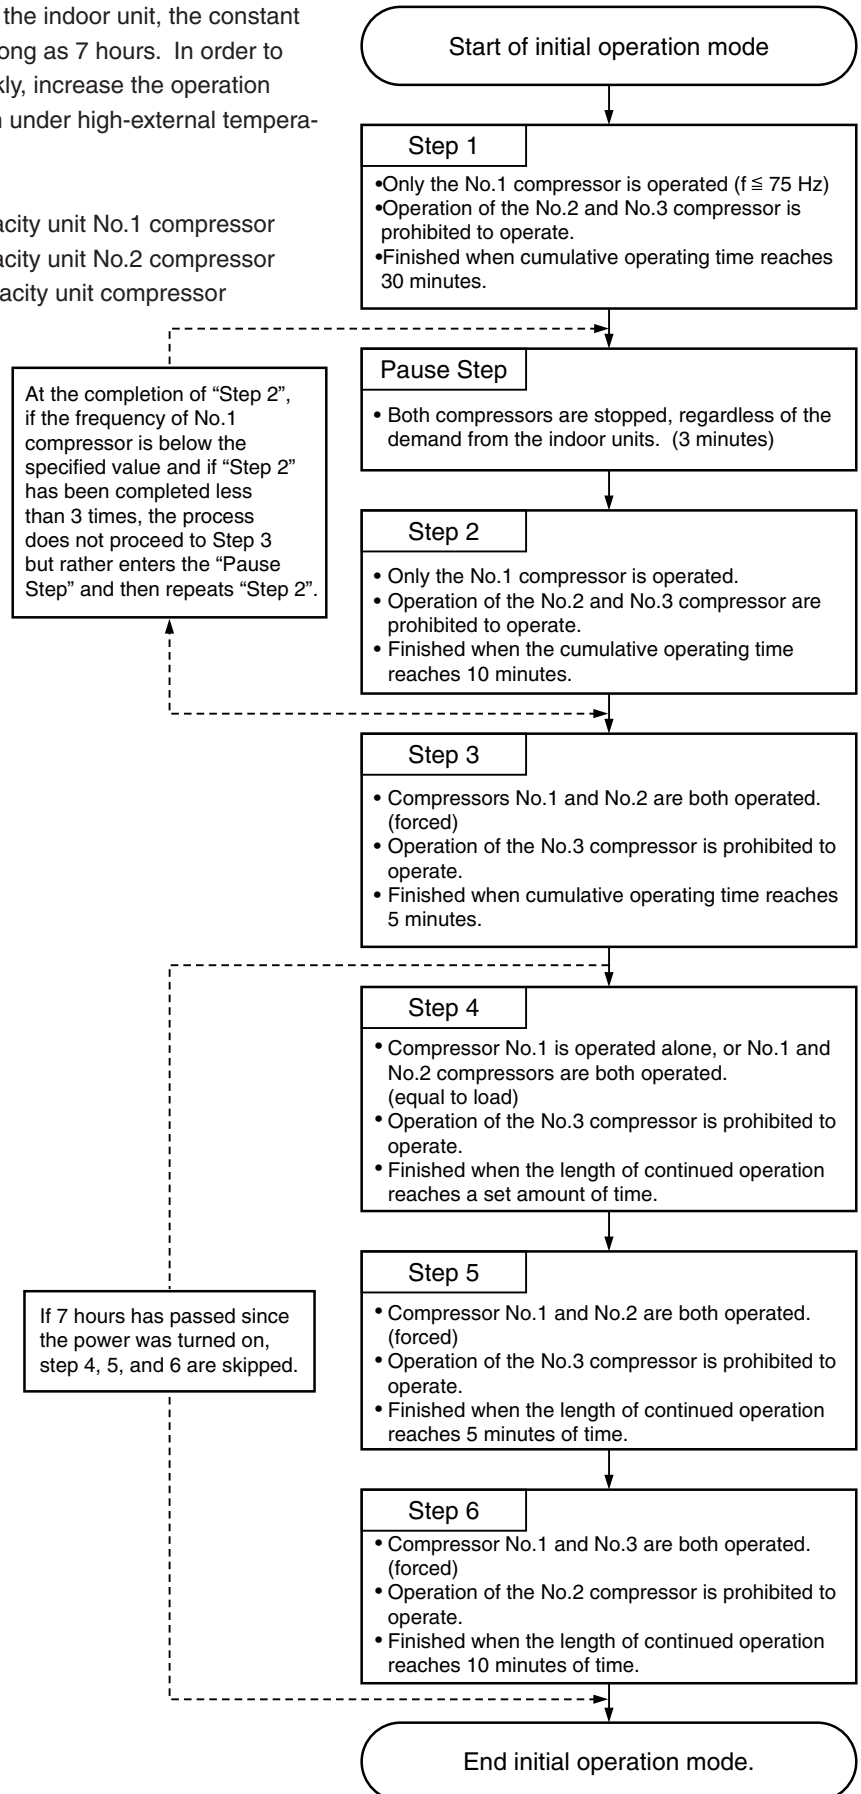 the indoor unit, the constant
ong as 7 hours. In order to
kly, increase the operation
under high-external tempera-
acity unit No.1 compressor
acity unit No.2 compressor
acity unit compressor
Start of initial operation mode
Step 1
•Only the No.1 compressor is operated (f ≦ 75 Hz)
•Operation of the No.2 and No.3 compressor is
prohibited to operate.
•Finished when cumulative operating time reaches
30 minutes.
Pause Step
• Both compressors are stopped, regardless of the
demand from the indoor units. (3 minutes)
At the completion of “Step 2”,
if the frequency of No.1
compressor is below the
specified value and if “Step 2”
has been completed less
than 3 times, the process
does not proceed to Step 3
but rather enters the “Pause
Step” and then repeats “Step 2”.
Step 2
• Only the No.1 compressor is operated.
• Operation of the No.2 and No.3 compressor are
prohibited to operate.
• Finished when the cumulative operating time
reaches 10 minutes.
Step 3
• Compressors No.1 and No.2 are both operated.
(forced)
• Operation of the No.3 compressor is prohibited to
operate.
• Finished when cumulative operating time reaches
5 minutes.
Step 4
• Compressor No.1 is operated alone, or No.1 and
No.2 compressors are both operated.
(equal to load)
• Operation of the No.3 compressor is prohibited to
operate.
• Finished when the length of continued operation
reaches a set amount of time.
If 7 hours has passed since
the power was turned on,
step 4, 5, and 6 are skipped.
Step 5
• Compressor No.1 and No.2 are both operated.
(forced)
• Operation of the No.3 compressor is prohibited to
operate.
• Finished when the length of continued operation
reaches 5 minutes of time.
Step 6
• Compressor No.1 and No.3 are both operated.
(forced)
• Operation of the No.2 compressor is prohibited to
operate.
• Finished when the length of continued operation
reaches 10 minutes of time.
End initial operation mode.